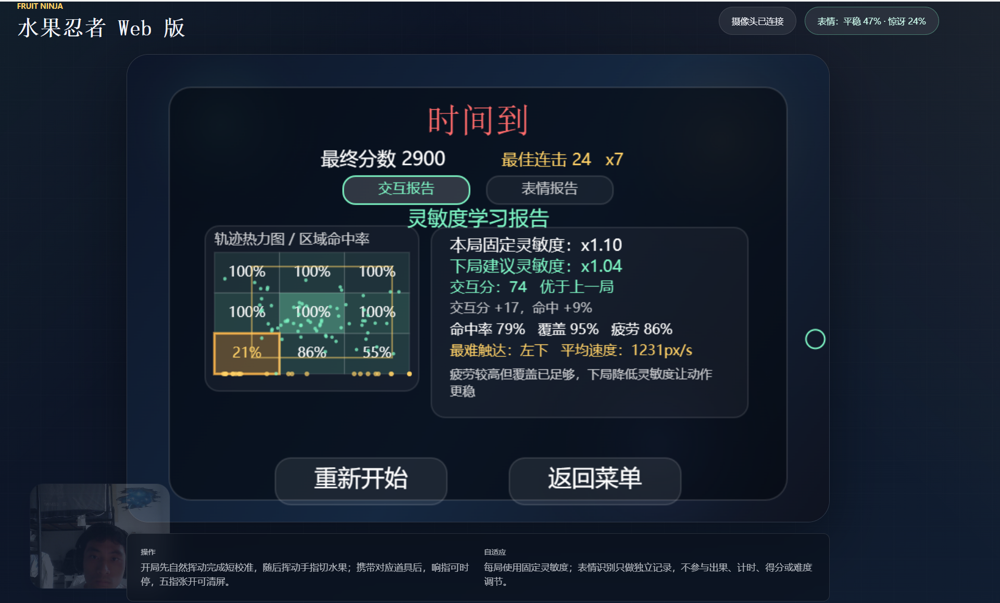 FRUIT NINJA
水果忍者 Web 版
摄像头已连接
表情：平稳 47% · 惊讶 24%
时间到
最终分数 2900
最佳连击 24 x7
交互报告
表情报告
灵敏度学习报告
轨迹热力图 / 区域命中率
100% 100% 100%
100% 100% 100%
21% 86% 55%
本局固定灵敏度：x1.10
下局建议灵敏度：x1.04
交互分：74 优于上一局
交互分 +17，命中 +9%
命中率 79% 覆盖 95% 疲劳 86%
最难触达：左下 平均速度：1231px/s
疲劳较高但覆盖已足够，下局降低灵敏度让动作
更稳
重新开始
返回菜单
操作
开局先自然挥动完成短校准，随后挥动手指切水果；携带对应道具后，响指可时
停，五指张开可清屏。
自适应
每局使用固定灵敏度；表情识别只做独立记录，不参与出果、计时、得分或难度
调节。